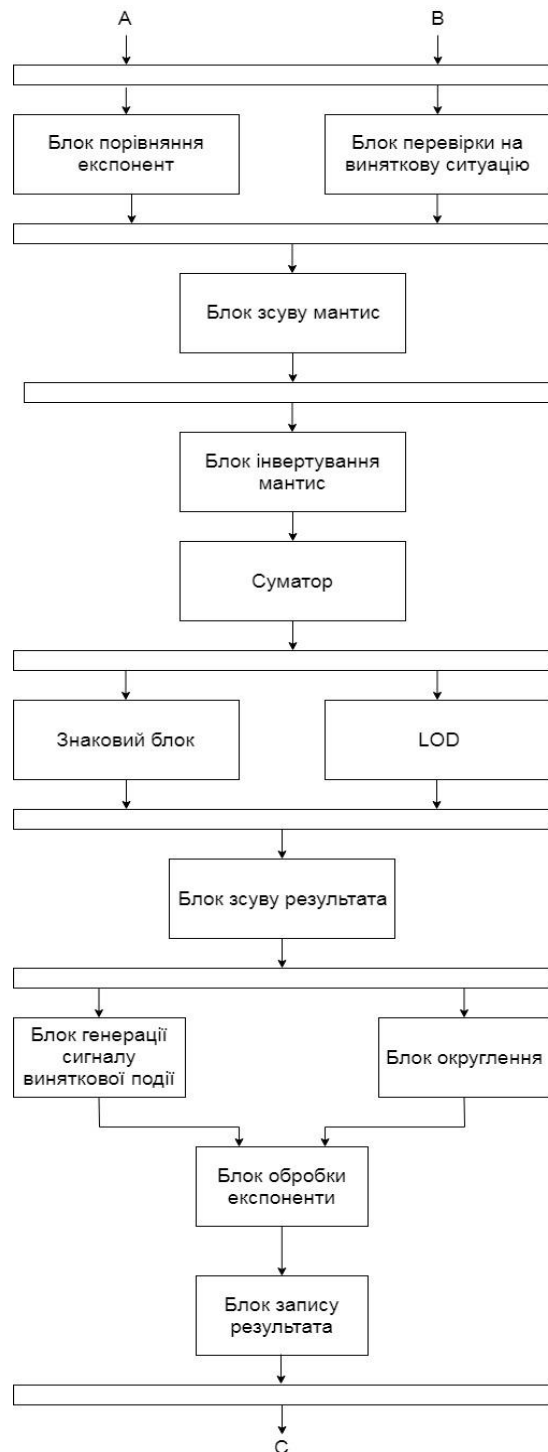 A
B
Блок порівняння
експонент
Блок перевірки на
виняткову ситуацію
Блок зсуву мантис
Блок інвертування
мантис
Суматор
Знаковий блок
LOD
Блок зсуву результата
Блок генерації
сигналу
виняткової події
Блок округлення
Блок обробки
експоненти
Блок запису
результата
C